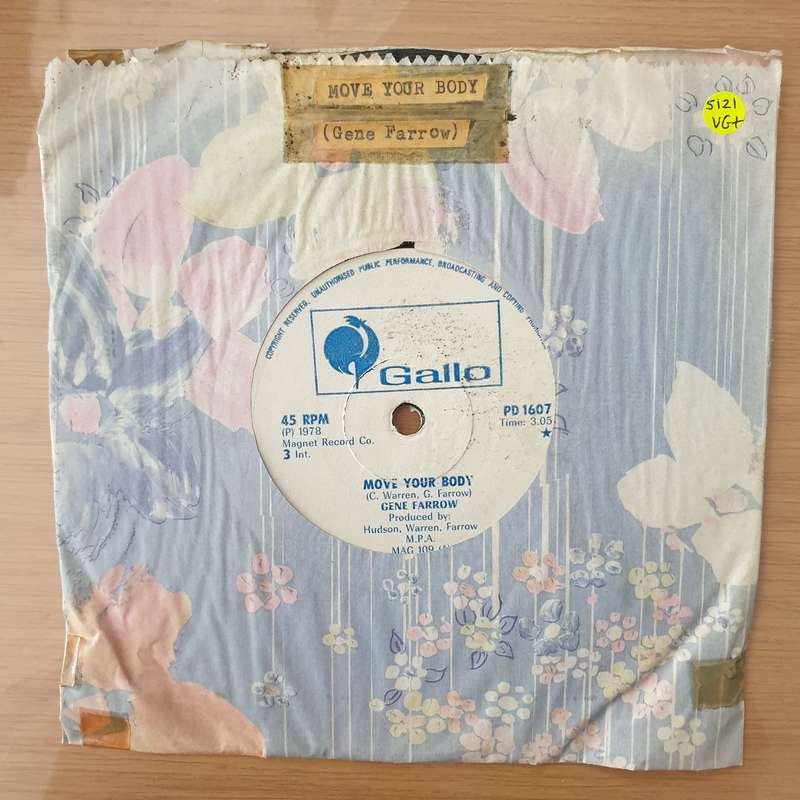 MOVE YOUR BODY
(Gene Farrow)
5121
VG+
COPYRIGHT RESERVED, UNAUTHORISED PUBLIC PERFORMANCE, BROADCASTING AND COPYING
Gallo
45 RPM
(P) 1978
Magnet Record Co.
3 Int.
PD 1607
Time: 3.05
★
MOVE YOUR BODY
(C. Warren, G. Farrow)
GENE FARROW
Produced by:
Hudson, Warren, Farrow
M.P.A.
MAG 109